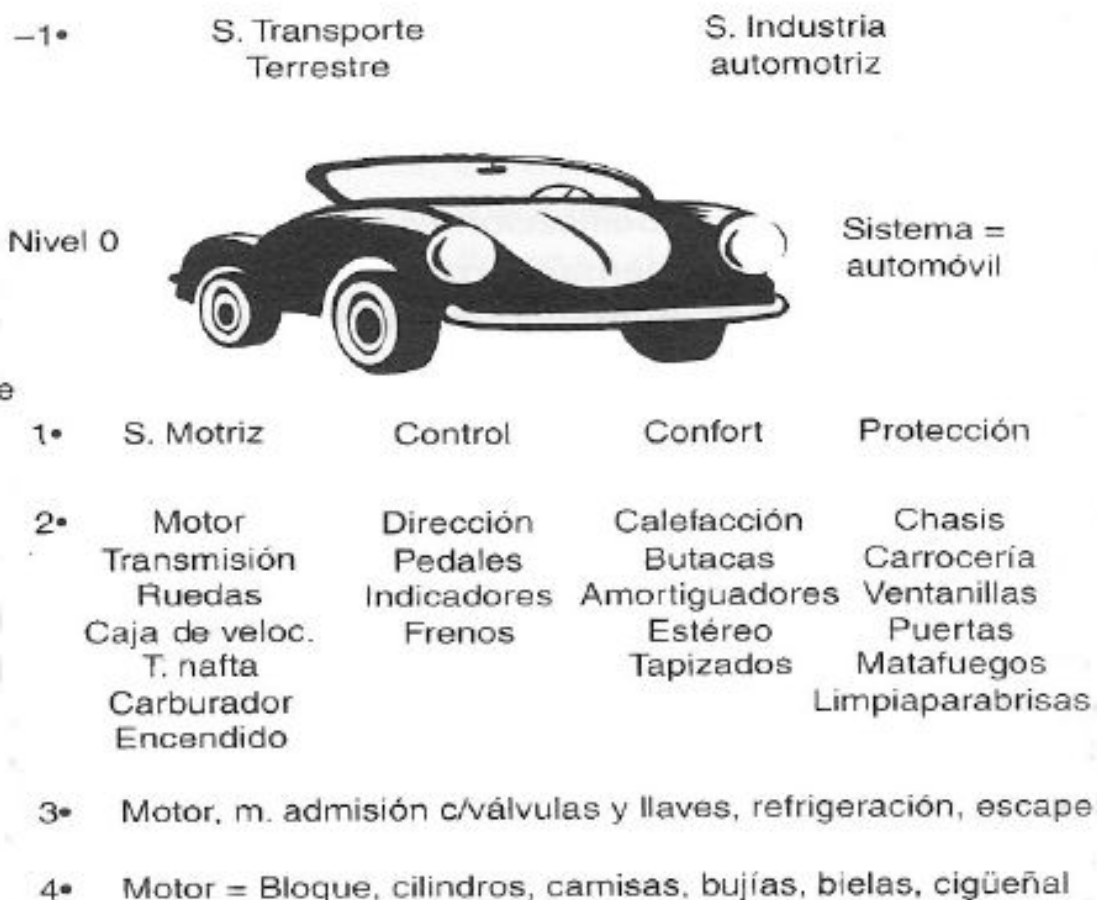 –1•
S. Transporte
Terrestre
S. Industria
automotriz
Nivel 0
Sistema =
automóvil
e
1• S. Motriz Control Confort Protección
2• Motor Dirección Calefacción Chasis
Transmisión Pedales Butacas Carrocería
Ruedas Indicadores Amortiguadores Ventanillas
Caja de veloc. Frenos Estéreo Puertas
T. nafta Tapizados Matafuegos
Carburador Limpiaparabrisas
Encendido
3• Motor, m. admisión c/válvulas y llaves, refrigeración, escape
4• Motor = Bloque, cilindros, camisas, bujías, bielas, cigüeñal